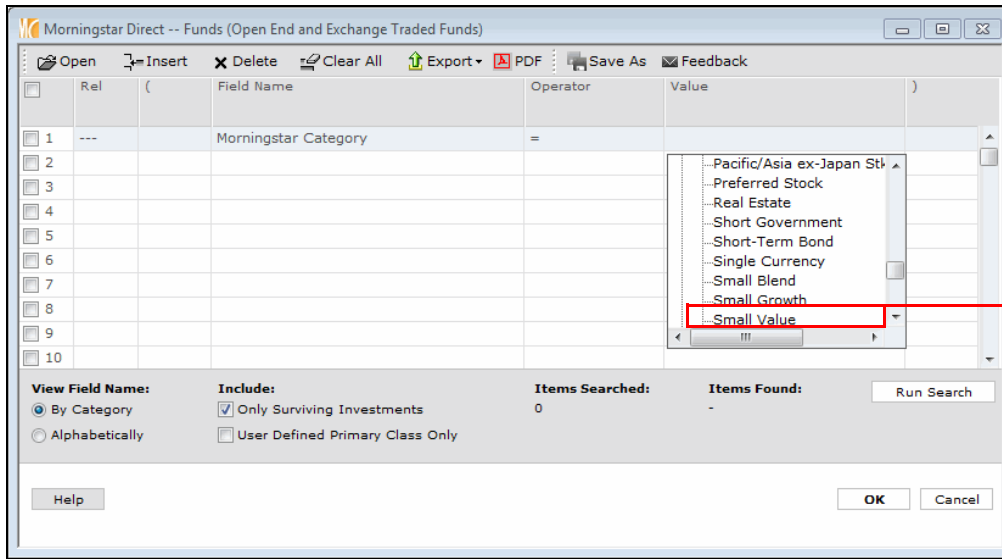 Morningstar Direct -- Funds (Open End and Exchange Traded Funds)
Open Insert Delete Clear All Export PDF Save As Feedback
Rel ( Field Name Operator Value )
1 --- Morningstar Category =
2
3
4
5
6
7
8
9
10
Pacific/Asia ex-Japan Stk
Preferred Stock
Real Estate
Short Government
Short-Term Bond
Single Currency
Small Blend
Small Growth
Small Value
View Field Name: Include: Items Searched: Items Found: Run Search
By Category Only Surviving Investments 0 -
Alphabetically User Defined Primary Class Only
Help OK Cancel